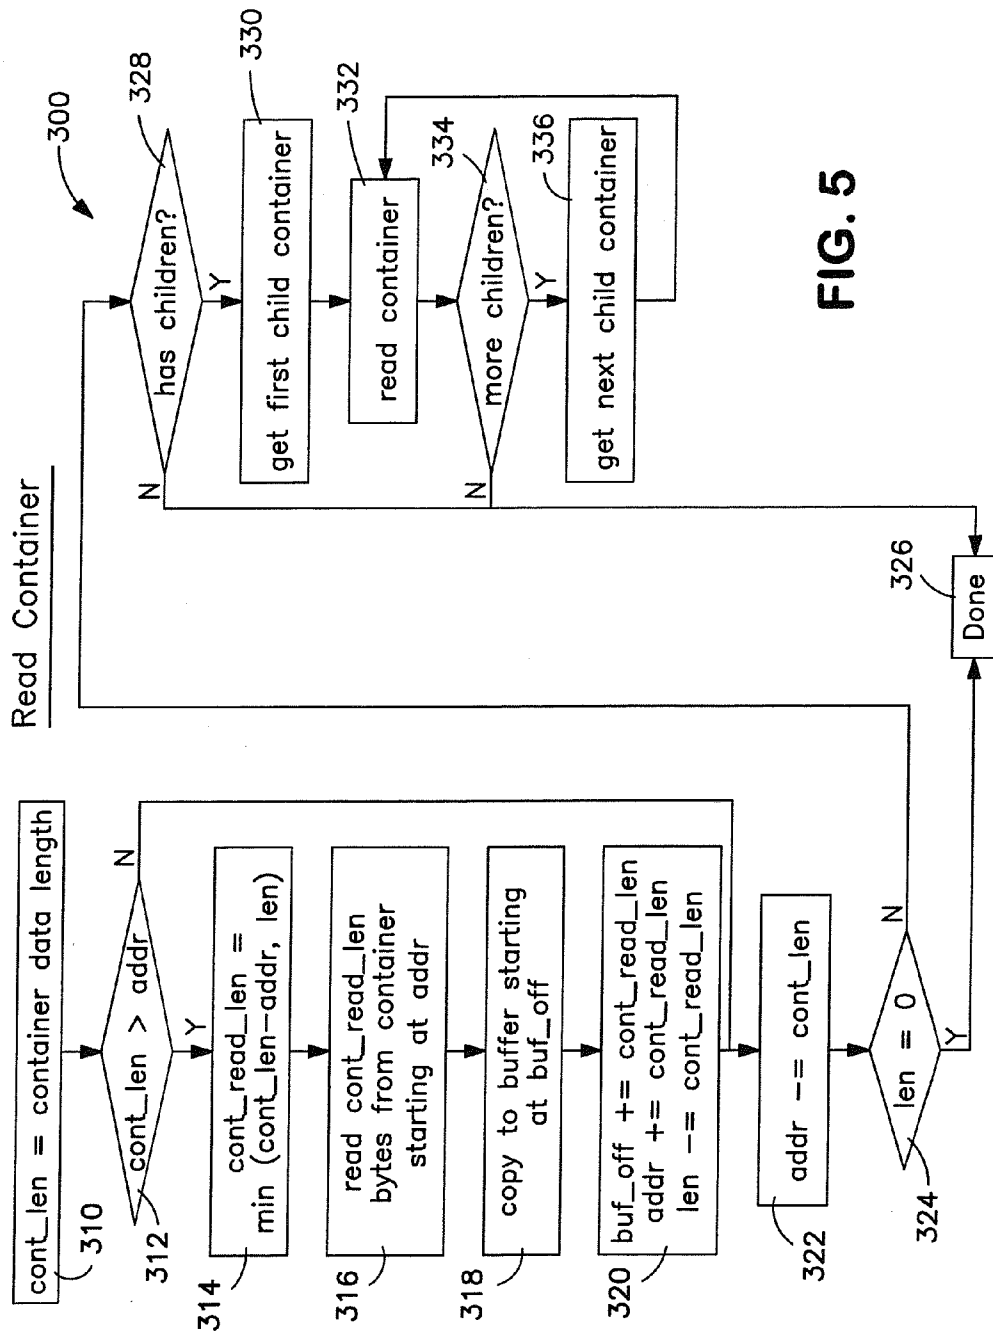 Read Container
300
cont_len = container data length
310
cont_len > addr
312
N
Y
cont_read_len =
min (cont_len-addr, len)
314
read cont_read_len
bytes from container
starting at addr
316
copy to buffer starting
at buf_off
318
buf_off += cont_read_len
addr += cont_read_len
len -= cont_read_len
320
addr -= cont_len
322
len = 0
324
N
Y
has children?
328
N
Y
get first child container
330
read container
332
more children?
334
N
Y
get next child container
336
Done
326
FIG. 5